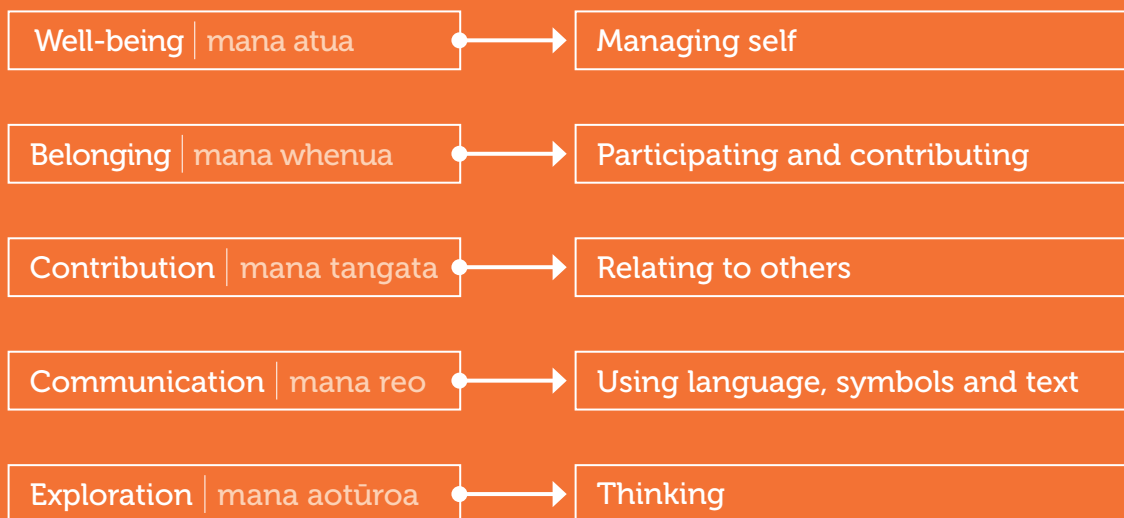 Well-being | mana atua
Managing self
Belonging | mana whenua
Participating and contributing
Contribution | mana tangata
Relating to others
Communication | mana reo
Using language, symbols and text
Exploration | mana aotūroa
Thinking